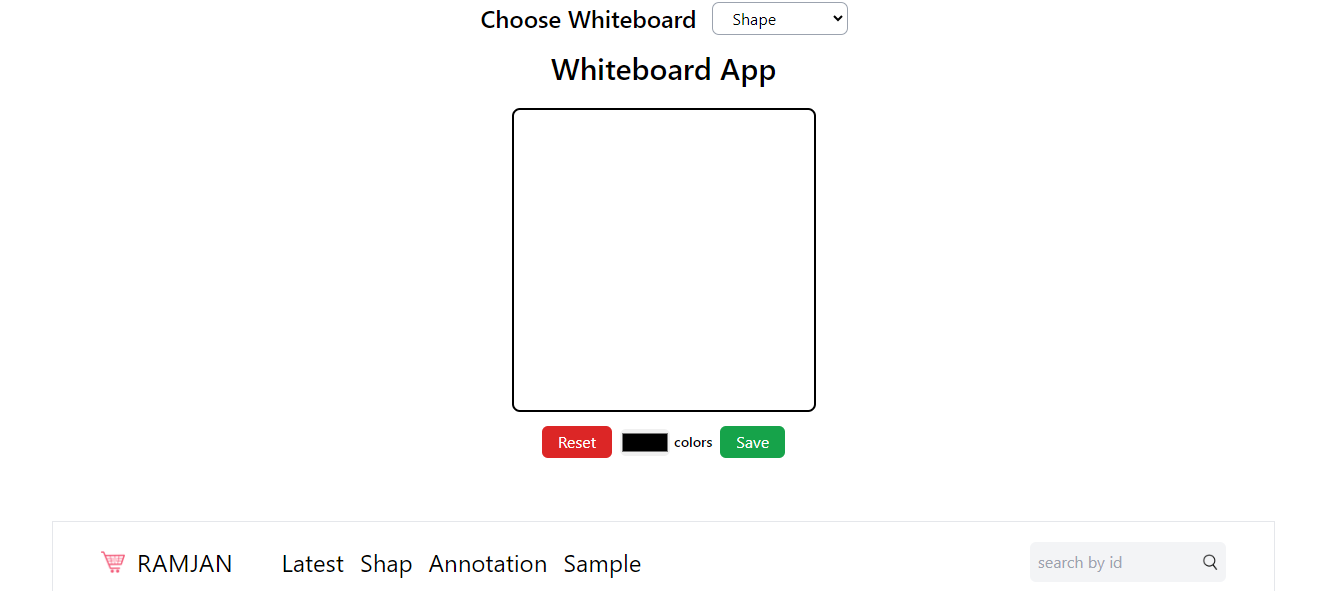 Choose Whiteboard Shape
Whiteboard App
Reset colors Save
RAMJAN Latest Shap Annotation Sample search by id